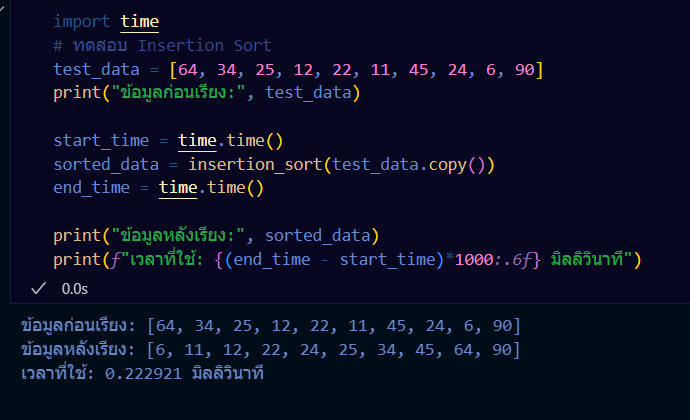 import time
# ทดสอบ Insertion Sort
test_data = [64, 34, 25, 12, 22, 11, 45, 24, 6, 90]
print("ข้อมูลก่อนเรียง:", test_data)
start_time = time.time()
sorted_data = insertion_sort(test_data.copy())
end_time = time.time()
print("ข้อมูลหลังเรียง:", sorted_data)
print(f"เวลาที่ใช้: {(end_time - start_time)*1000:.6f} มิลลิวินาที")
0.0s
ข้อมูลก่อนเรียง: [64, 34, 25, 12, 22, 11, 45, 24, 6, 90]
ข้อมูลหลังเรียง: [6, 11, 12, 22, 24, 25, 34, 45, 64, 90]
เวลาที่ใช้: 0.222921 มิลลิวินาที